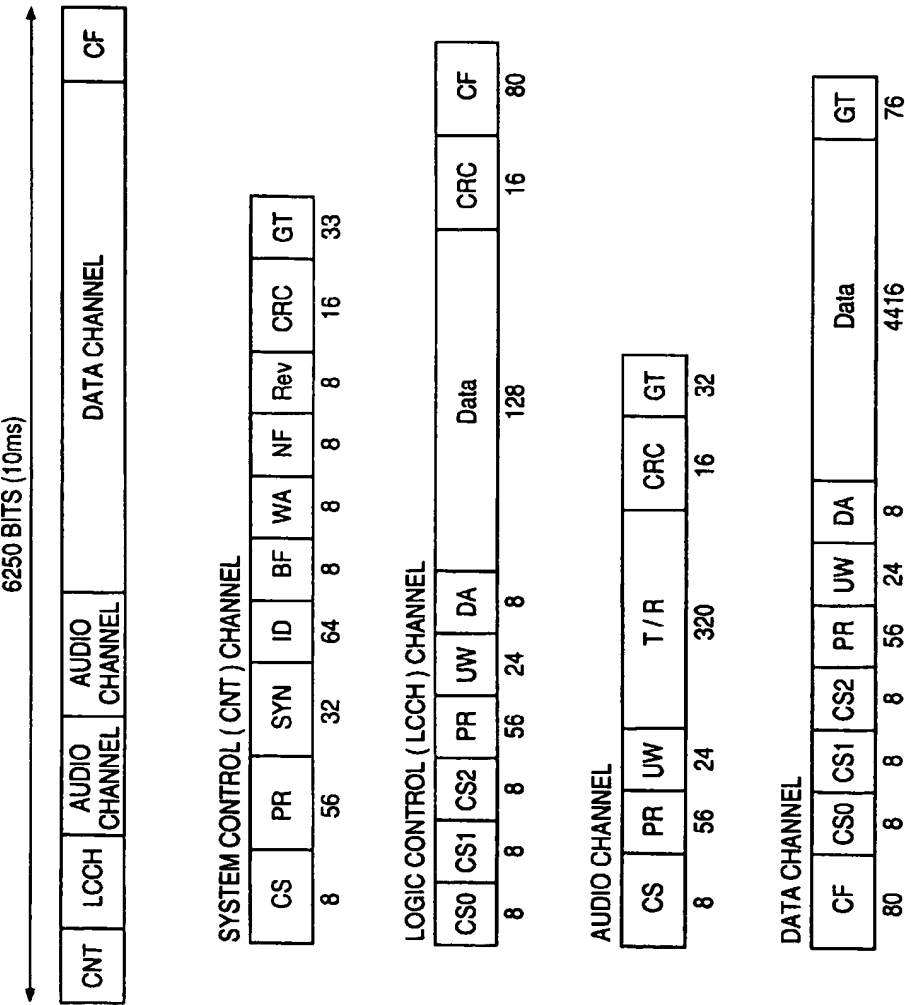 6250 BITS (10ms)
CNT LCCH AUDIO CHANNEL AUDIO CHANNEL DATA CHANNEL CF
SYSTEM CONTROL ( CNT ) CHANNEL
CS PR SYN ID BF WA NF Rev CRC GT
8 56 32 64 8 8 8 8 16 33
LOGIC CONTROL ( LCCH ) CHANNEL
CS0 CS1 CS2 PR UW DA Data CRC CF
8 8 8 56 24 8 128 16 80
AUDIO CHANNEL
CS PR UW T / R CRC GT
8 56 24 320 16 32
DATA CHANNEL
CF CS0 CS1 CS2 PR UW DA Data GT
80 8 8 8 56 24 8 4416 76